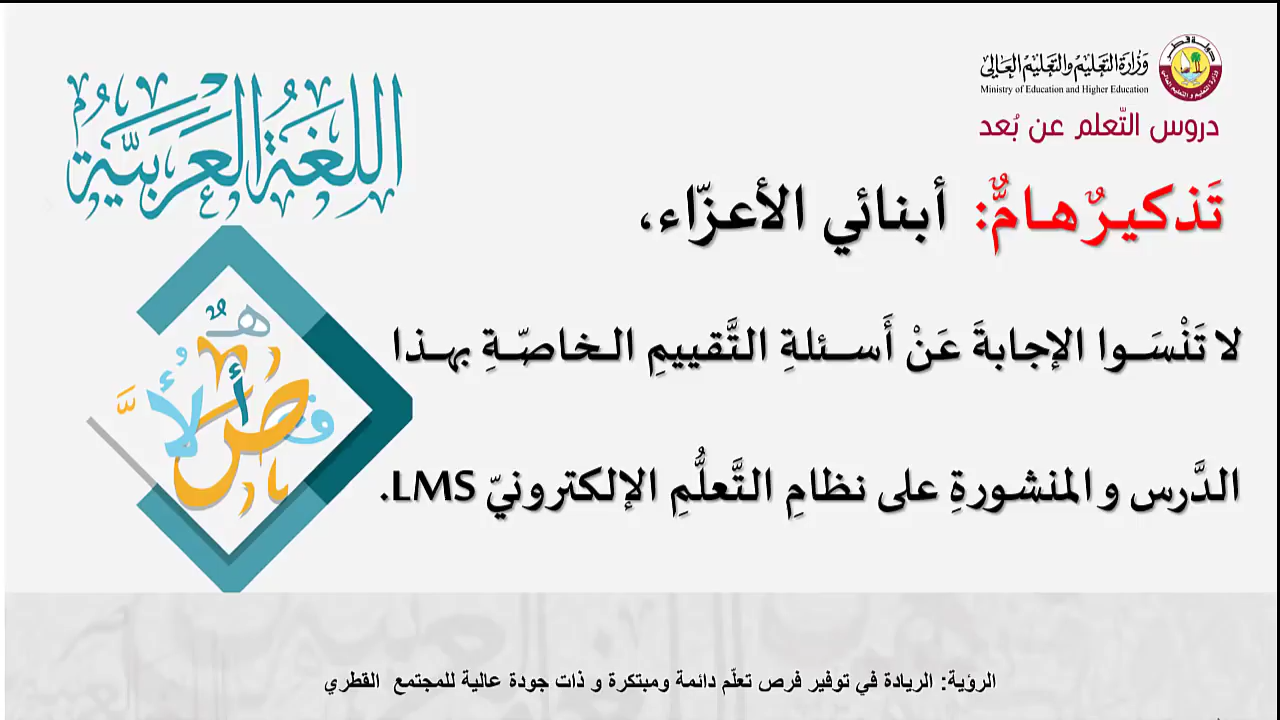 وزارة التعليم والتعليم العالي
Ministry of Education and Higher Education
دروس التّعلم عن بُعد
اللغة العربية
تَذكيرٌ هامٌّ: أبنائي الأعزّاء،
لا تَنْسَوا الإجابةَ عَنْ أَسئلةِ التَّقييمِ الخاصّةِ بهذا
الدَّرس والمنشورةِ على نظامِ التَّعلُّمِ الإلكترونيّ LMS.
الرؤية: الريادة في توفير فرص تعلّم دائمة ومبتكرة و ذات جودة عالية للمجتمع القطري